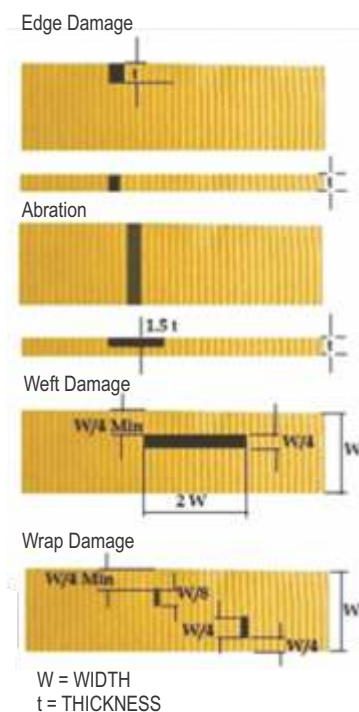 Edge Damage
t
t
Abration
1.5 t
t
Weft Damage
W/4 Min
W/4
W
2 W
Wrap Damage
W/4 Min
W/8
W/4
W/4
W
W = WIDTH
t = THICKNESS